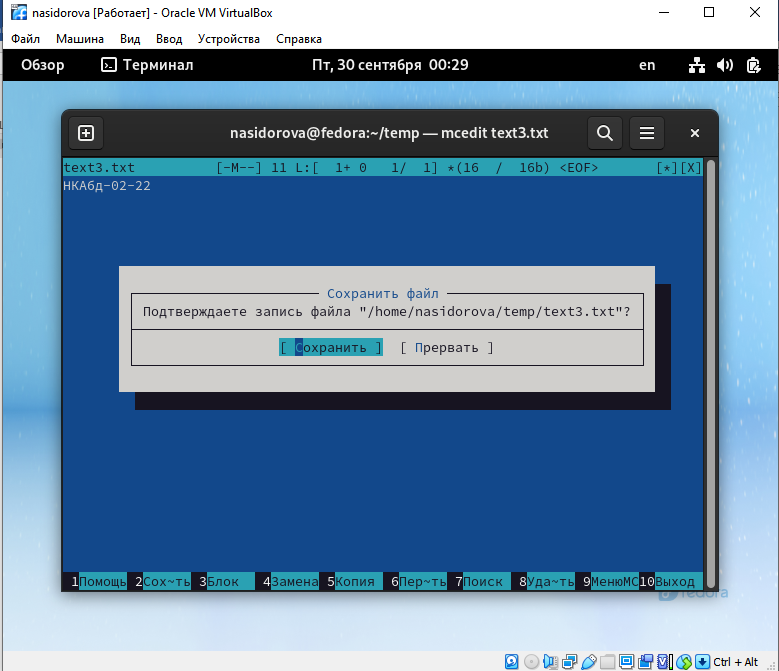 nasidorova [Работает] - Oracle VM VirtualBox
Файл Машина Вид Ввод Устройства Справка
Обзор Терминал Пт, 30 сентября 00:29 en
nasidorova@fedora:~/temp — mcedit text3.txt
text3.txt [-M--] 11 L:[ 1+ 0 1/ 1] *(16 / 16b) <EOF> [*][X]
НКАбд-02-22
Сохранить файл
Подтверждаете запись файла "/home/nasidorova/temp/text3.txt"?
[ Сохранить ] [ Прервать ]
1Помощь 2Сох~ть 3Блок 4Замена 5Копия 6Пер~ть 7Поиск 8Уда~ть 9МенюMC 10Выход
fedora
Ctrl + Alt